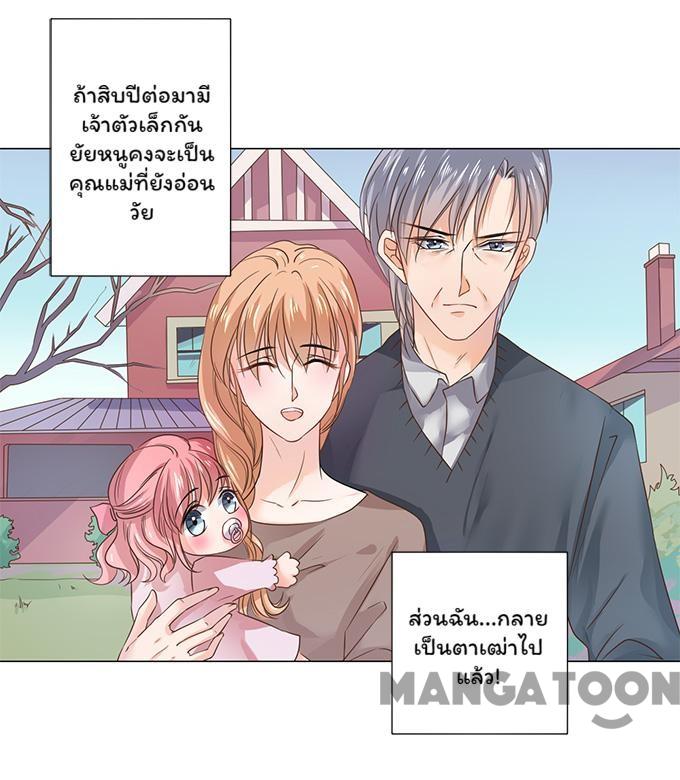 ถ้าสิบปีต่อมามี
เจ้าตัวเล็กกัน
ยัยหนูคงจะเป็น
คุณแม่ที่ยังอ่อน
วัย
ส่วนฉัน...กลาย
เป็นตาเฒ่าไป
แล้ว!
MANGATOON